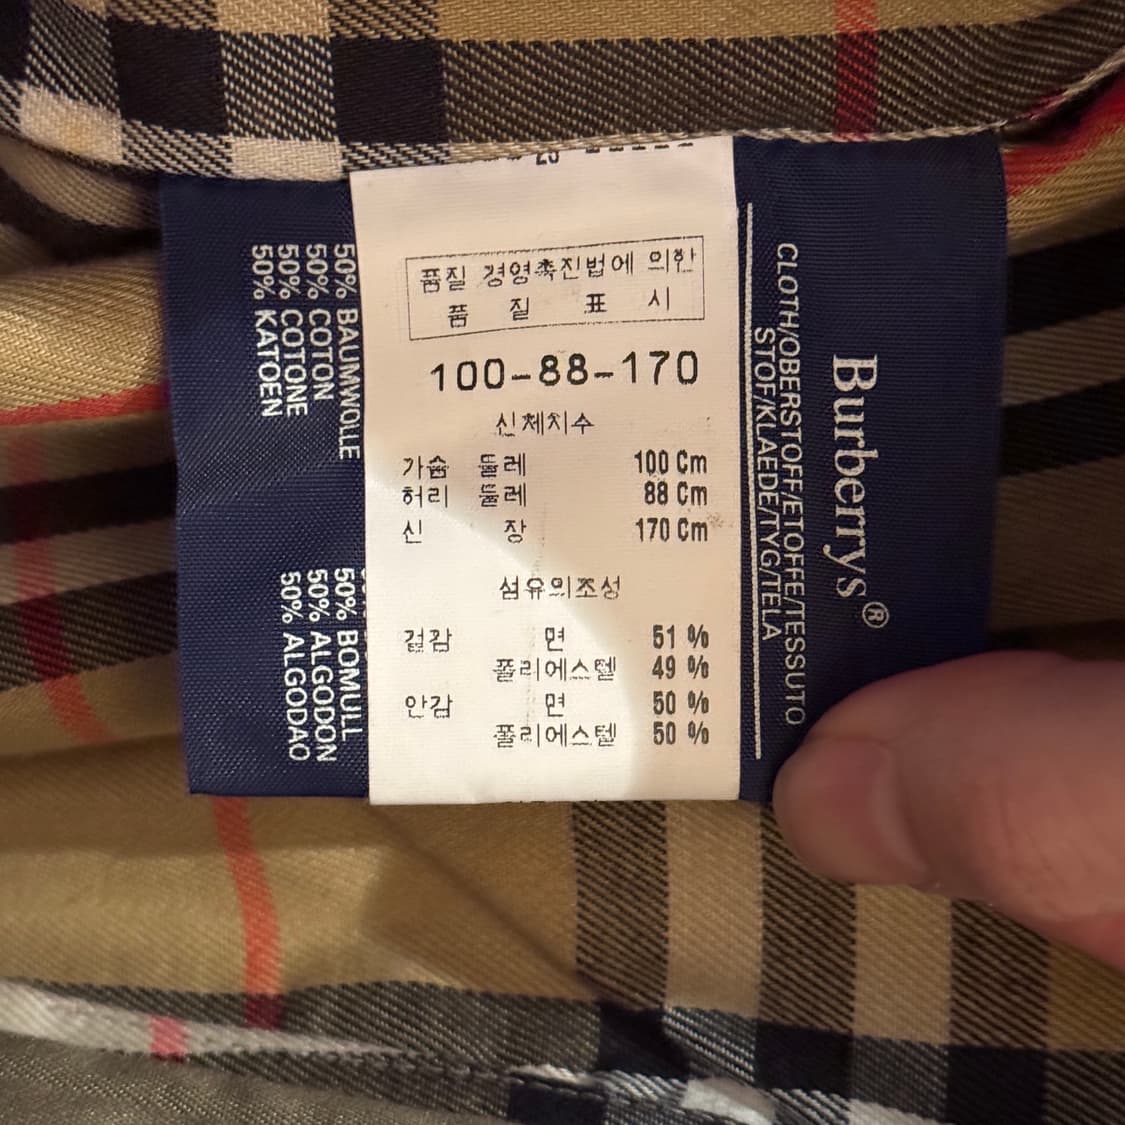 품질 경영촉진법에 의한
품 질 표 시
100-88-170
신체치수
가슴 둘레 100 Cm
허리 둘레 88 Cm
신 장 170 Cm
섬유의조성
겉감 면 51 %
폴리에스텔 49 %
안감 면 50 %
폴리에스텔 50 %
Burberrys®
CLOTH/OBERSTOFF/ETOFFE/TESSUTO
STOF/KLAEDE/TYG/TELA
50% BAUMWOLLE
50% COTON
50% COTONE
50% KATOEN
50% BOMULL
50% ALGODON
50% ALGODAO